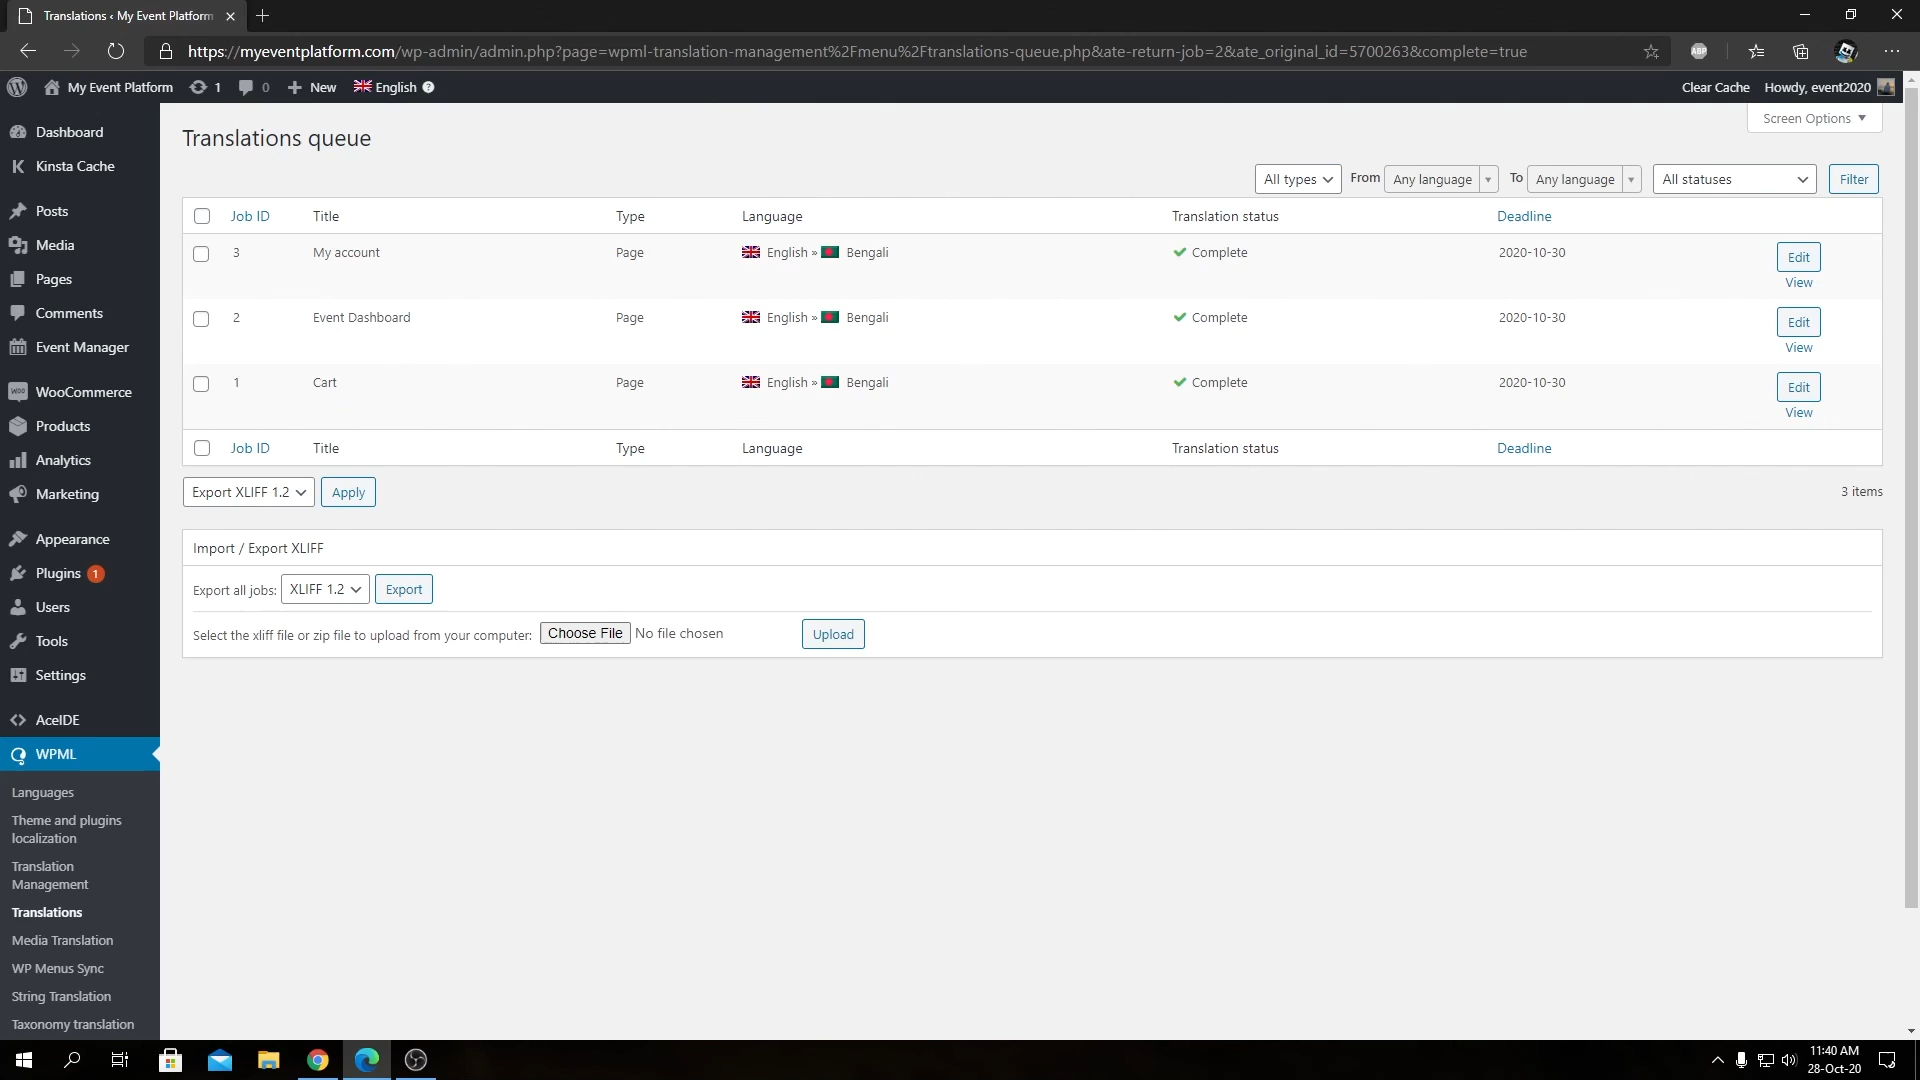 Translations ‹ My Event Platform
https://myeventplatform.com/wp-admin/admin.php?page=wpml-translation-management%2Fmenu%2Ftranslations-queue.php&ate-return-job=2&ate_original_id=5700263&complete=true
ABP
My Event Platform 1 0 New English Clear Cache Howdy, event2020
Screen Options
Dashboard
Kinsta Cache
Posts
Media
Pages
Comments
Event Manager
WooCommerce
Products
Analytics
Marketing
Appearance
Plugins 1
Users
Tools
Settings
AceIDE
WPML
Languages
Theme and plugins
localization
Translation
Management
Translations
Media Translation
WP Menus Sync
String Translation
Taxonomy translation
Translations queue
All types From Any language To Any language All statuses Filter
Job ID Title Type Language Translation status Deadline
3 My account Page English » Bengali Complete 2020-10-30 Edit
View
2 Event Dashboard Page English » Bengali Complete 2020-10-30 Edit
View
1 Cart Page English » Bengali Complete 2020-10-30 Edit
View
Job ID Title Type Language Translation status Deadline
Export XLIFF 1.2 Apply 3 items
Import / Export XLIFF
Export all jobs: XLIFF 1.2 Export
Select the xliff file or zip file to upload from your computer: Choose File No file chosen Upload
11:40 AM
28-Oct-20